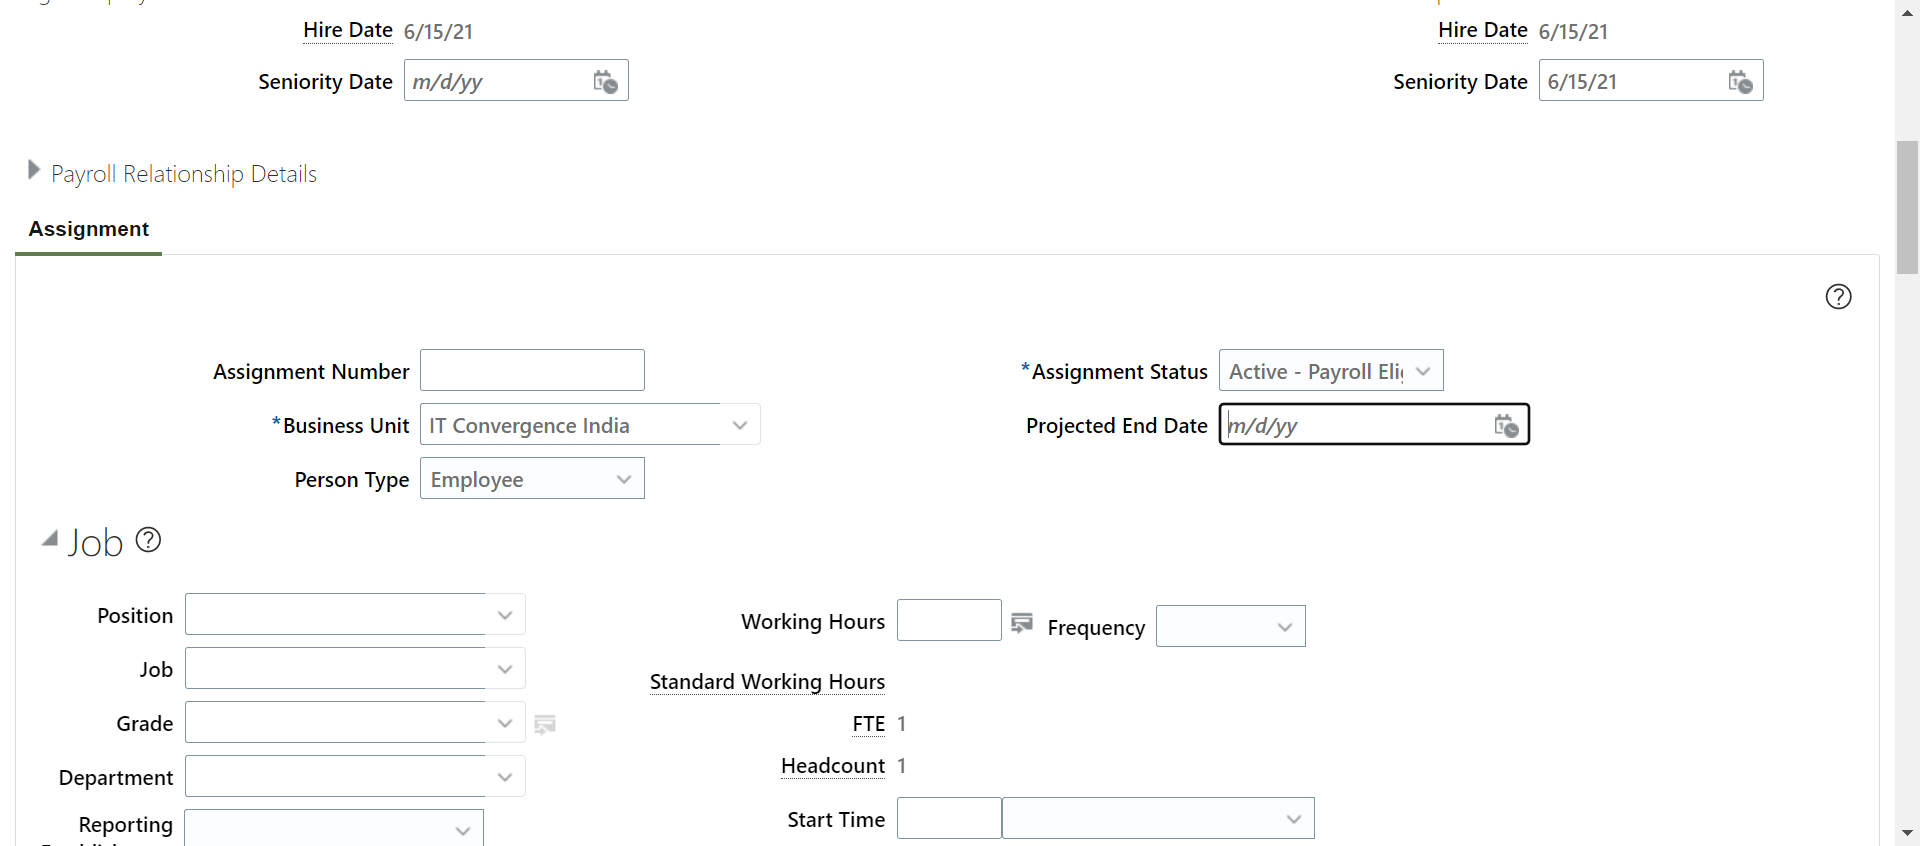 Hire Date 6/15/21 Hire Date 6/15/21
Seniority Date m/d/yy Seniority Date 6/15/21
Payroll Relationship Details
Assignment
Assignment Number *Assignment Status Active - Payroll Elig
*Business Unit IT Convergence India Projected End Date m/d/yy
Person Type Employee
Job
Position Working Hours Frequency
Job Standard Working Hours
Grade FTE 1
Headcount 1
Department
Reporting Start Time